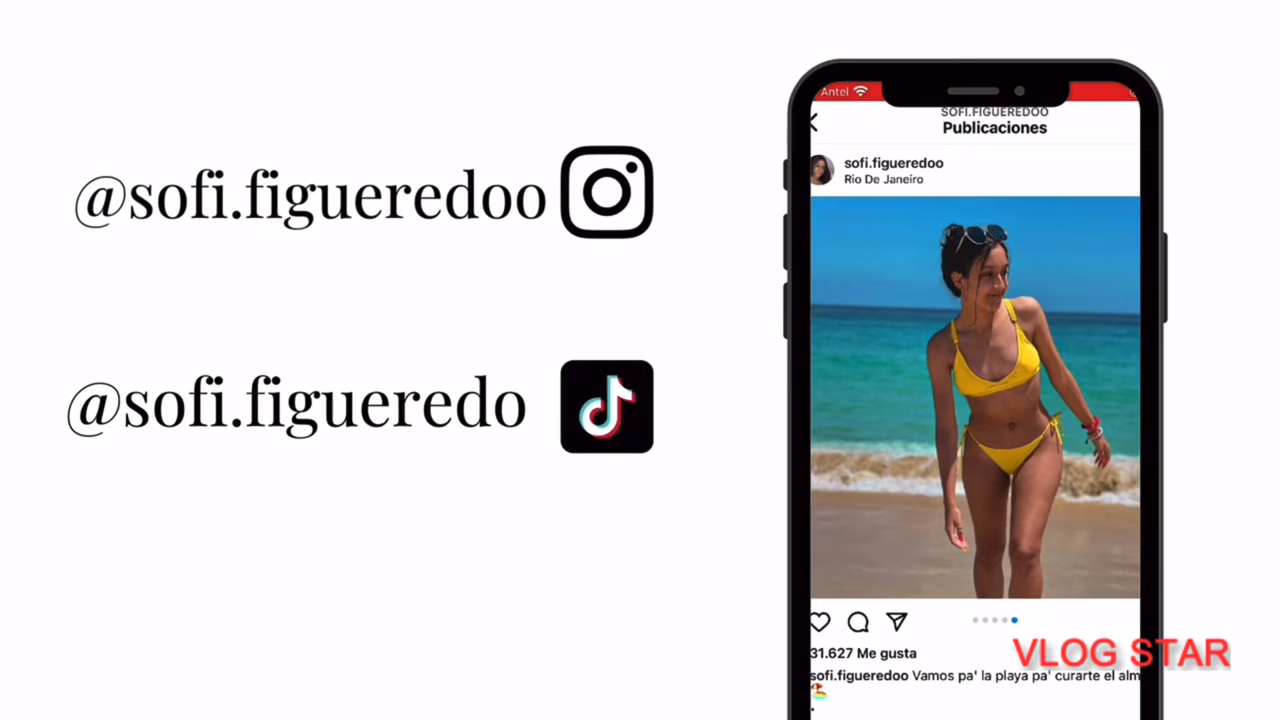 @sofi.figueredoo
@sofi.figueredo
Antel
SOFI.FIGUEREDOO
Publicaciones
sofi.figueredoo
Rio De Janeiro
31.627 Me gusta
sofi.figueredoo Vamos pa' la playa pa' curarte el alm
VLOG STAR